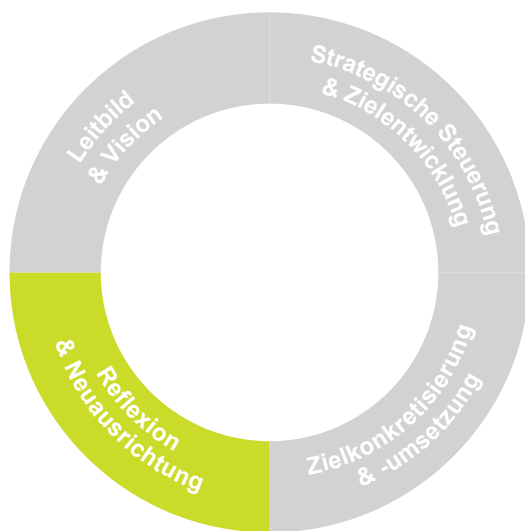 Leitbild
& Vision
Strategische Steuerung
& Zielentwicklung
Zielkonkretisierung
& -umsetzung
Reflexion
& Neuausrichtung